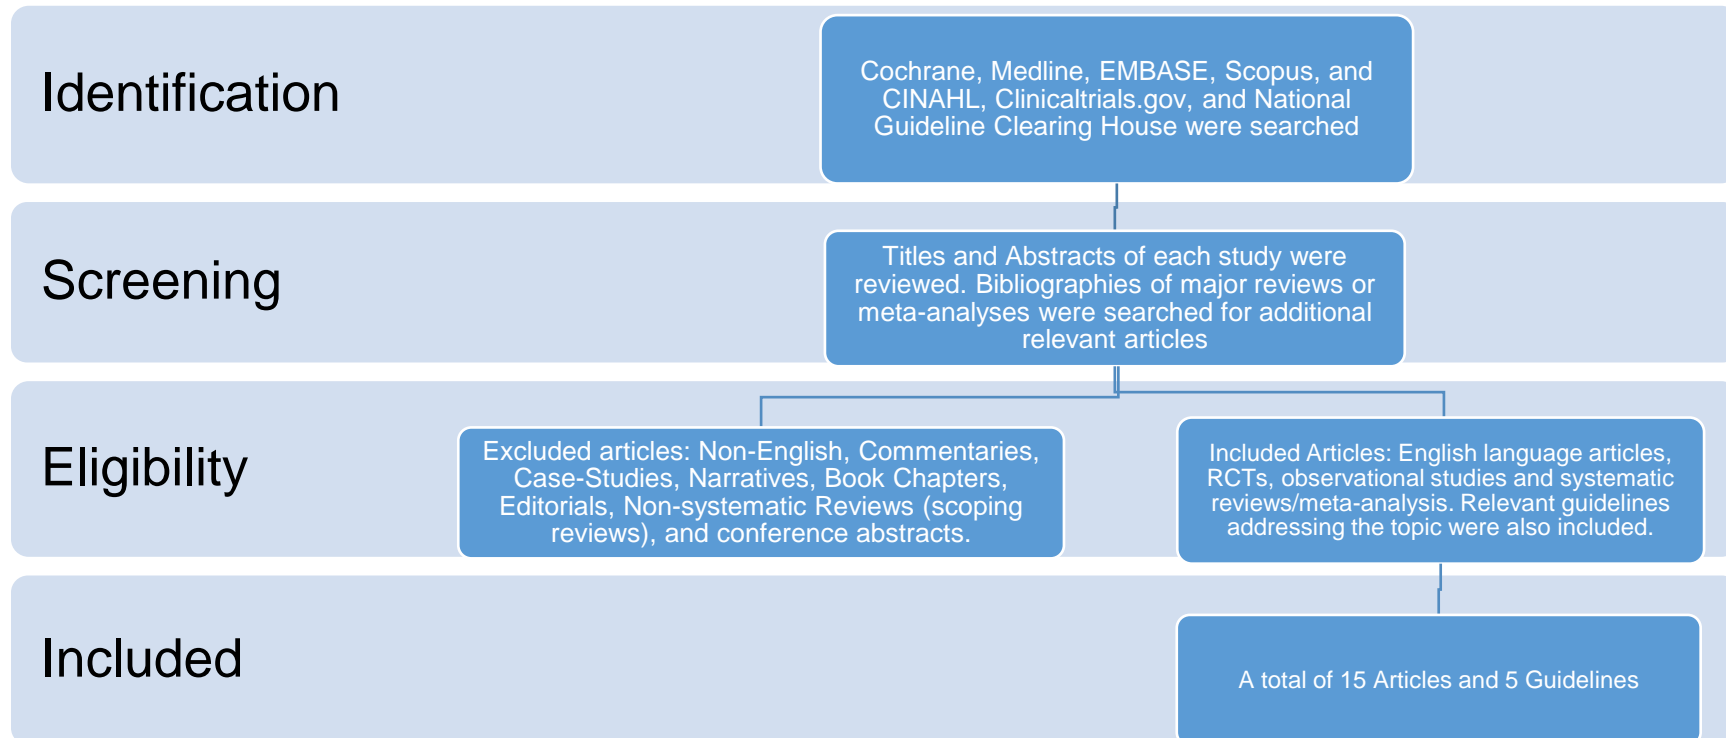 Identification
Cochrane, Medline, EMBASE, Scopus, and
CINAHL, Clinicaltrials.gov, and National
Guideline Clearing House were searched
Screening
Titles and Abstracts of each study were
reviewed. Bibliographies of major reviews or
meta-analyses were searched for additional
relevant articles
Eligibility
Excluded articles: Non-English, Commentaries,
Case-Studies, Narratives, Book Chapters,
Editorials, Non-systematic Reviews (scoping
reviews), and conference abstracts.
Included Articles: English language articles,
RCTs, observational studies and systematic
reviews/meta-analysis. Relevant guidelines
addressing the topic were also included.
Included
A total of 15 Articles and 5 Guidelines